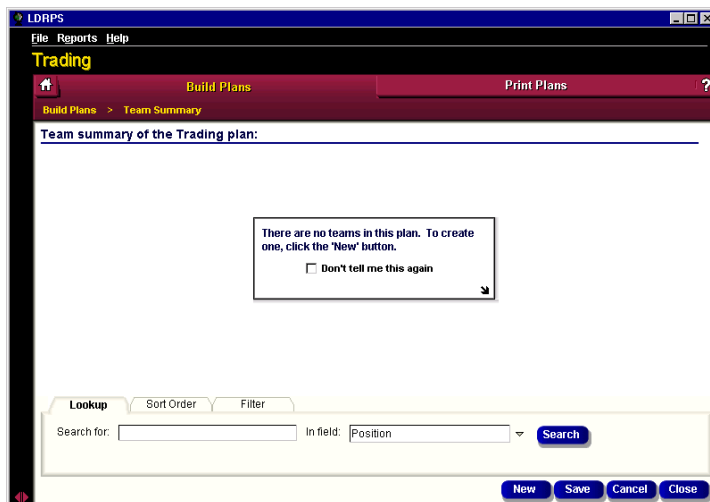 LDRPS
File Reports Help
Trading
Build Plans Print Plans ?
Build Plans > Team Summary
Team summary of the Trading plan:
There are no teams in this plan. To create
one, click the 'New' button.
Don't tell me this again
Lookup Sort Order Filter
Search for: In field: Position Search
New Save Cancel Close